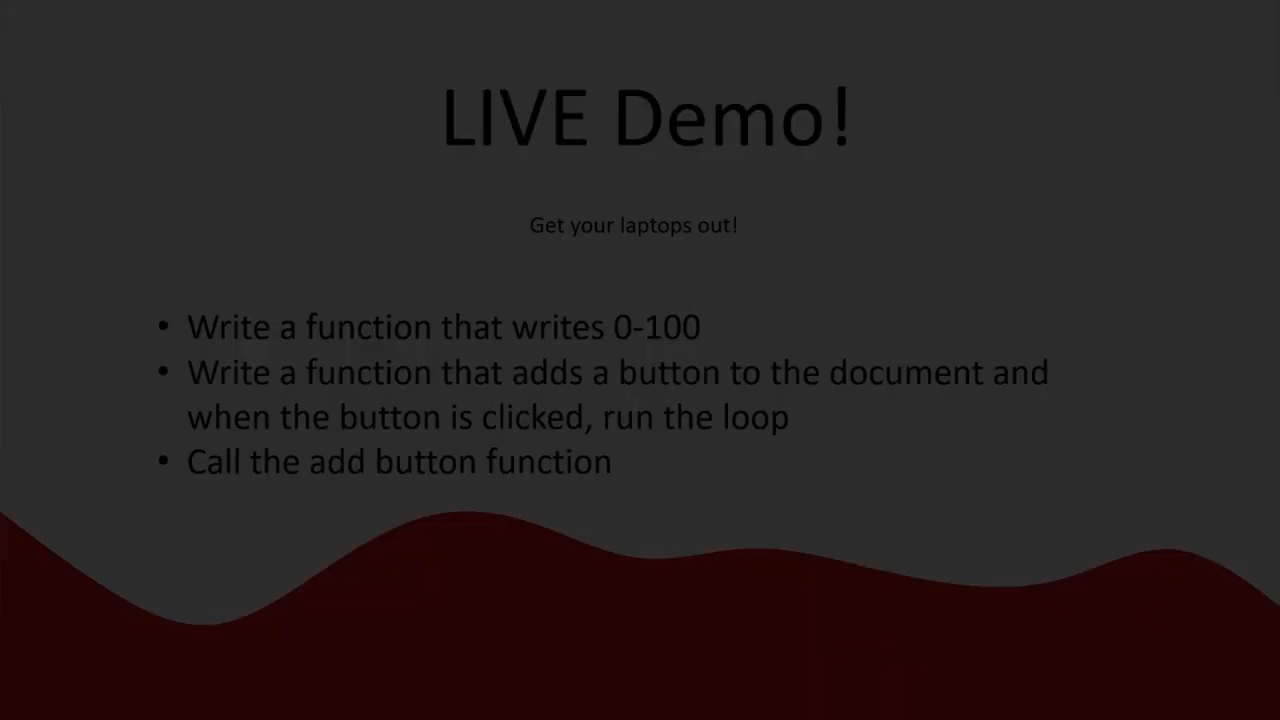 LIVE Demo!
Get your laptops out!
• Write a function that writes 0-100
• Write a function that adds a button to the document and
when the button is clicked, run the loop
• Call the add button function